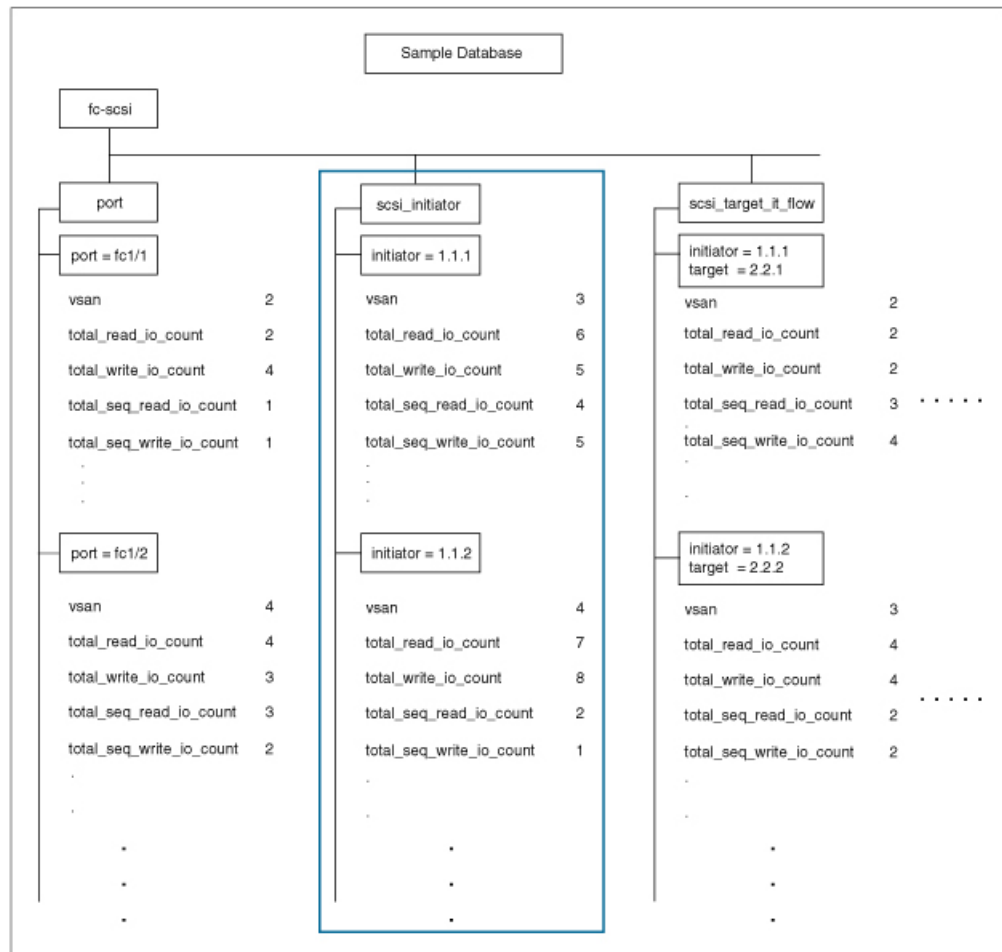 Sample Database
fc-scsi
port
port = fc1/1
vsan 2
total_read_io_count 2
total_write_io_count 4
total_seq_read_io_count 1
total_seq_write_io_count 1
port = fc1/2
vsan 4
total_read_io_count 4
total_write_io_count 3
total_seq_read_io_count 3
total_seq_write_io_count 2
scsi_initiator
initiator = 1.1.1
vsan 3
total_read_io_count 6
total_write_io_count 5
total_seq_read_io_count 4
total_seq_write_io_count 5
initiator = 1.1.2
vsan 4
total_read_io_count 7
total_write_io_count 8
total_seq_read_io_count 2
total_seq_write_io_count 1
scsi_target_it_flow
initiator = 1.1.1
target = 2.2.1
vsan 2
total_read_io_count 2
total_write_io_count 2
total_seq_read_io_count 3
total_seq_write_io_count 4
initiator = 1.1.2
target = 2.2.2
vsan 3
total_read_io_count 4
total_write_io_count 4
total_seq_read_io_count 2
total_seq_write_io_count 2